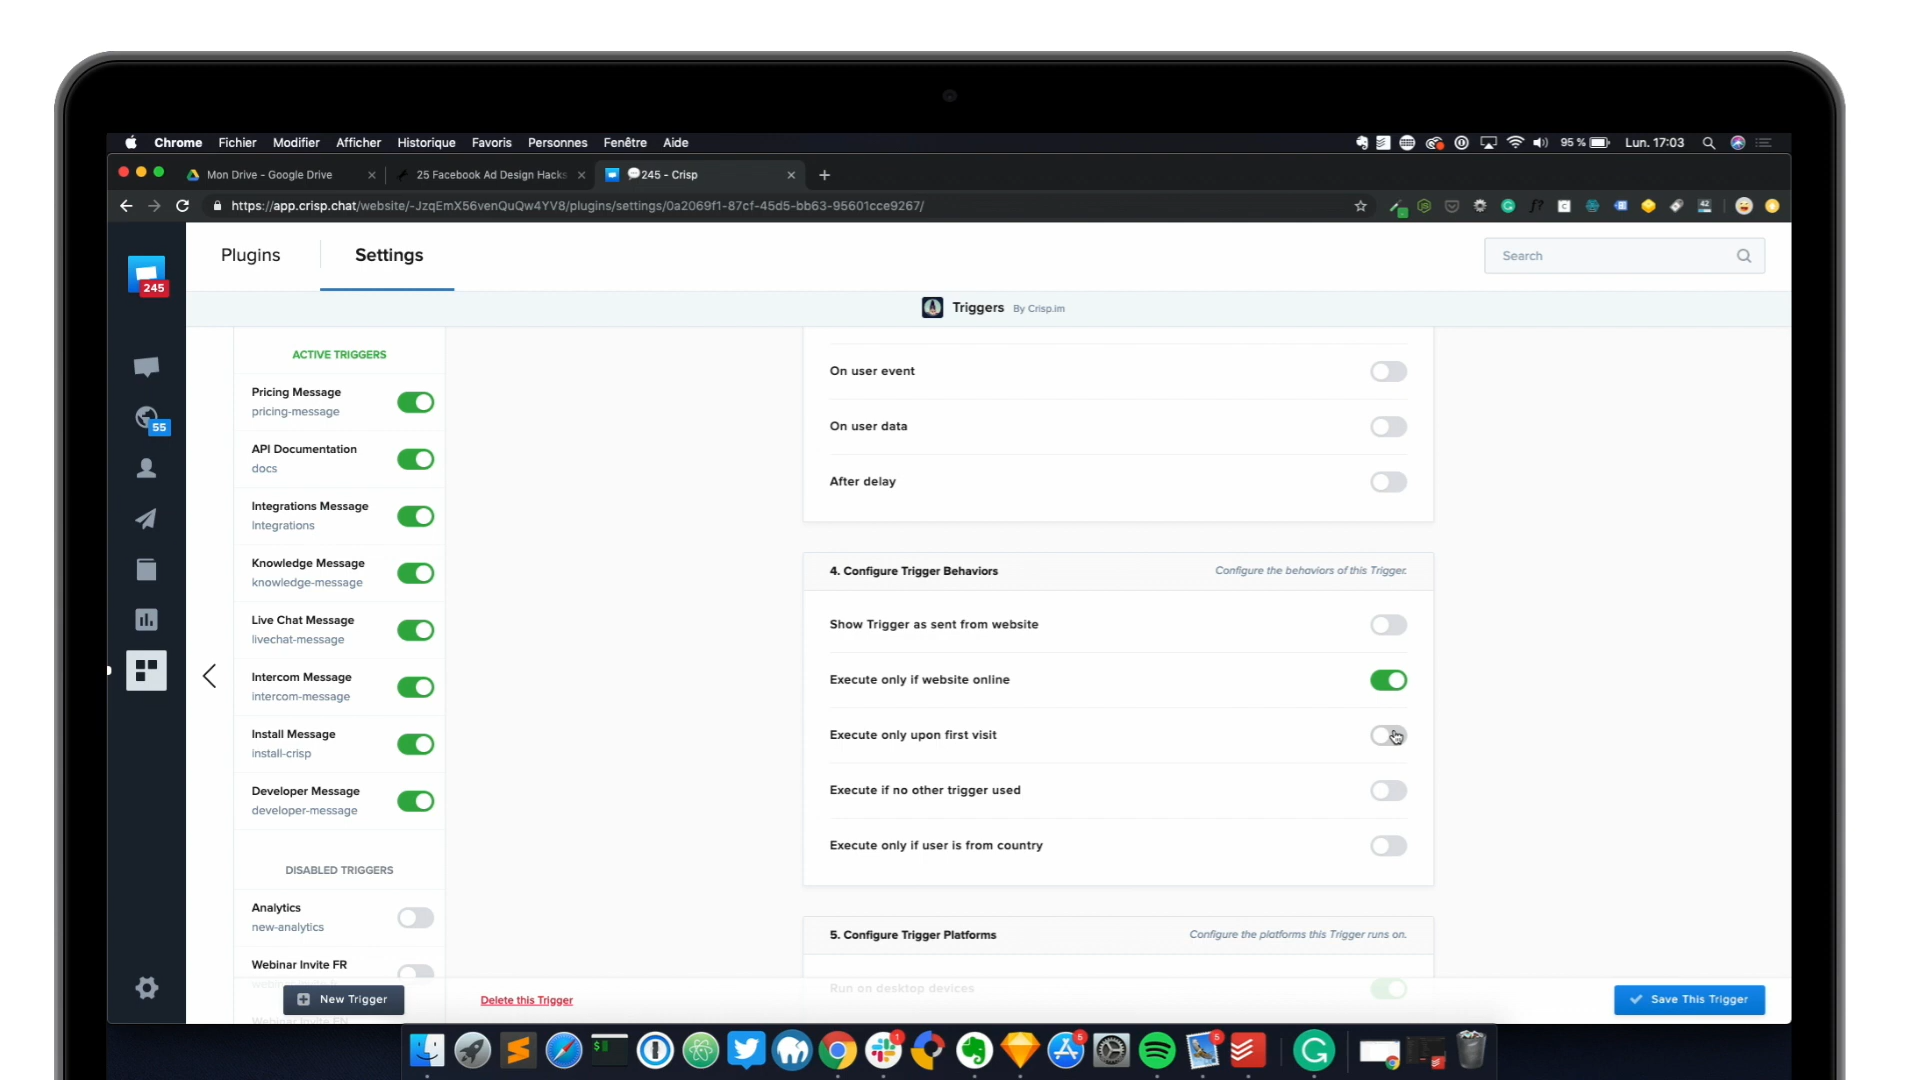 Chrome Fichier Modifier Afficher Historique Favoris Personnes Fenêtre Aide 95 % Lun. 17:03
Mon Drive - Google Drive 25 Facebook Ad Design Hacks 245 - Crisp
https://app.crisp.chat/website/-JzqEmX56venQuQw4YV8/plugins/settings/0a2069f1-87cf-45d5-bb63-95601cce9267/
42
Plugins Settings Search
245
Triggers By Crisp.im
55
ACTIVE TRIGGERS
Pricing Message
pricing-message
API Documentation
docs
Integrations Message
Integrations
Knowledge Message
knowledge-message
Live Chat Message
livechat-message
Intercom Message
intercom-message
Install Message
install-crisp
Developer Message
developer-message
DISABLED TRIGGERS
Analytics
new-analytics
Webinar Invite FR
Webinar Invite EN
New Trigger
Delete this Trigger
On user event
On user data
After delay
4. Configure Trigger Behaviors Configure the behaviors of this Trigger.
Show Trigger as sent from website
Execute only if website online
Execute only upon first visit
Execute if no other trigger used
Execute only if user is from country
5. Configure Trigger Platforms Configure the platforms this Trigger runs on.
Run on desktop devices
Save This Trigger
$ 1 5 5